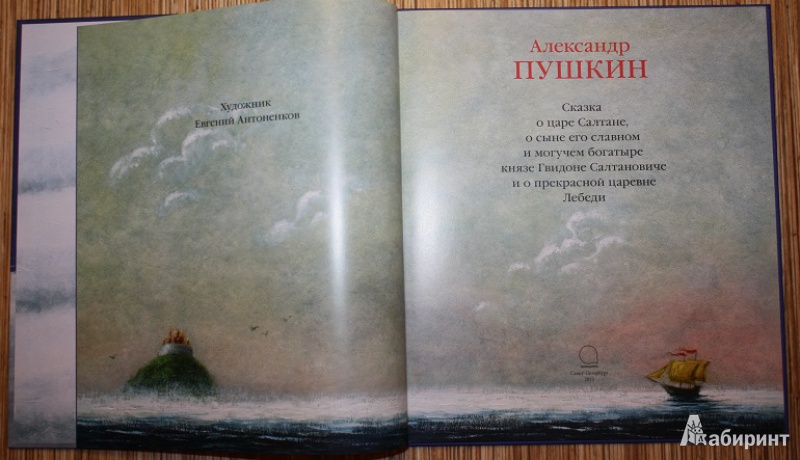 Художник
Евгений Антоненков
Александр
ПУШКИН
Сказка
о царе Салтане,
о сыне его славном
и могучем богатыре
князе Гвидоне Салтановиче
и о прекрасной царевне
Лебеди
Санкт-Петербург
Лабиринт